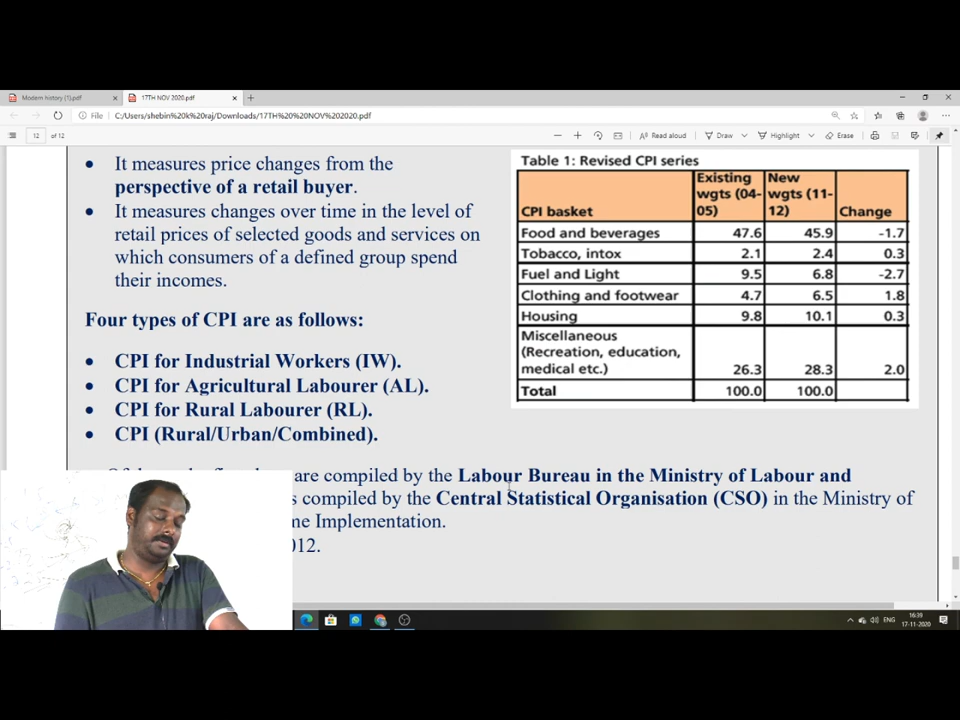 Modern history (1).pdf
17TH NOV 2020.pdf
File
C:/Users/shebin%20k%20raj/Downloads/17TH%20%20NOV%202020.pdf
12 of 12
Read aloud
Draw
Highlight
Erase
It measures price changes from the
perspective of a retail buyer.
It measures changes over time in the level of
retail prices of selected goods and services on
which consumers of a defined group spend
their incomes.
Four types of CPI are as follows:
CPI for Industrial Workers (IW).
CPI for Agricultural Labourer (AL).
CPI for Rural Labourer (RL).
CPI (Rural/Urban/Combined).
Table 1: Revised CPI series
CPI basket Existing wgts (04-05) New wgts (11-12) Change
Food and beverages 47.6 45.9 -1.7
Tobacco, intox 2.1 2.4 0.3
Fuel and Light 9.5 6.8 -2.7
Clothing and footwear 4.7 6.5 1.8
Housing 9.8 10.1 0.3
Miscellaneous
(Recreation, education,
medical etc.) 26.3 28.3 2.0
Total 100.0 100.0
are compiled by the Labour Bureau in the Ministry of Labour and
s compiled by the Central Statistical Organisation (CSO) in the Ministry of
me Implementation.
012.
ENG
16:39
17-11-2020